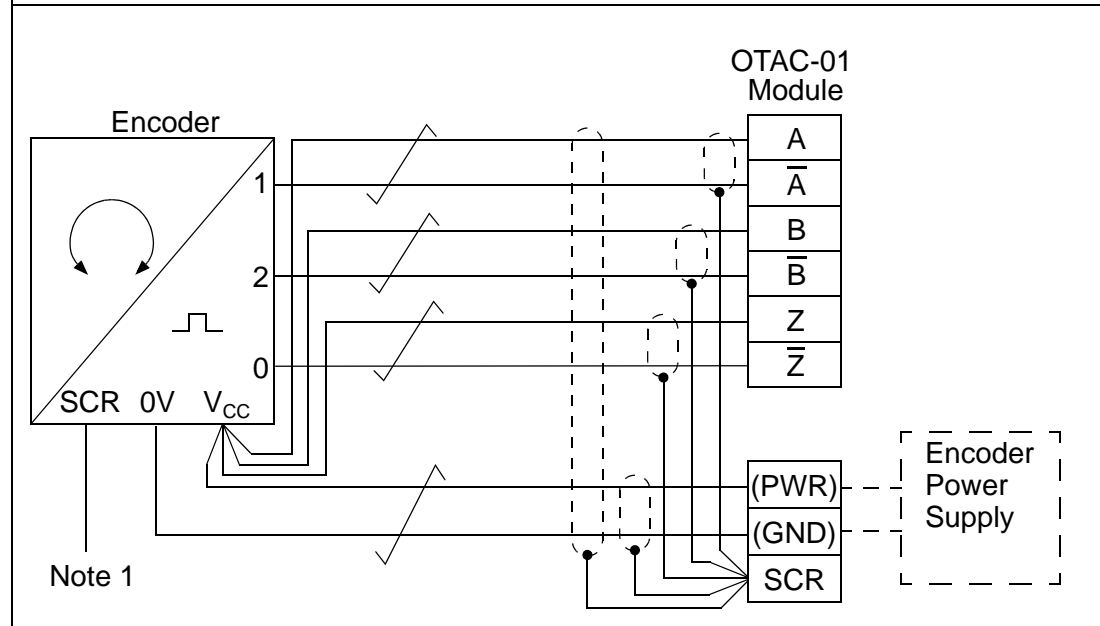 OTAC-01
Module
Encoder
A
1
A̅
B
2
B̅
Z
0
Z̅
SCR 0V VCC
(PWR)
(GND)
SCR
Encoder
Power
Supply
Note 1